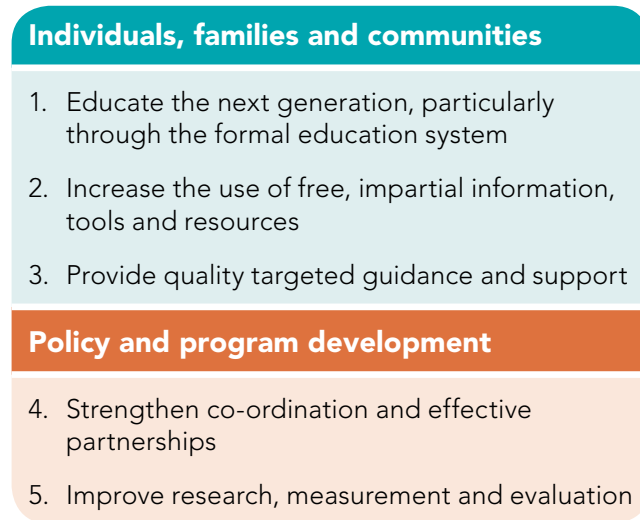 Individuals, families and communities
1. Educate the next generation, particularly
through the formal education system
2. Increase the use of free, impartial information,
tools and resources
3. Provide quality targeted guidance and support
Policy and program development
4. Strengthen co-ordination and effective
partnerships
5. Improve research, measurement and evaluation